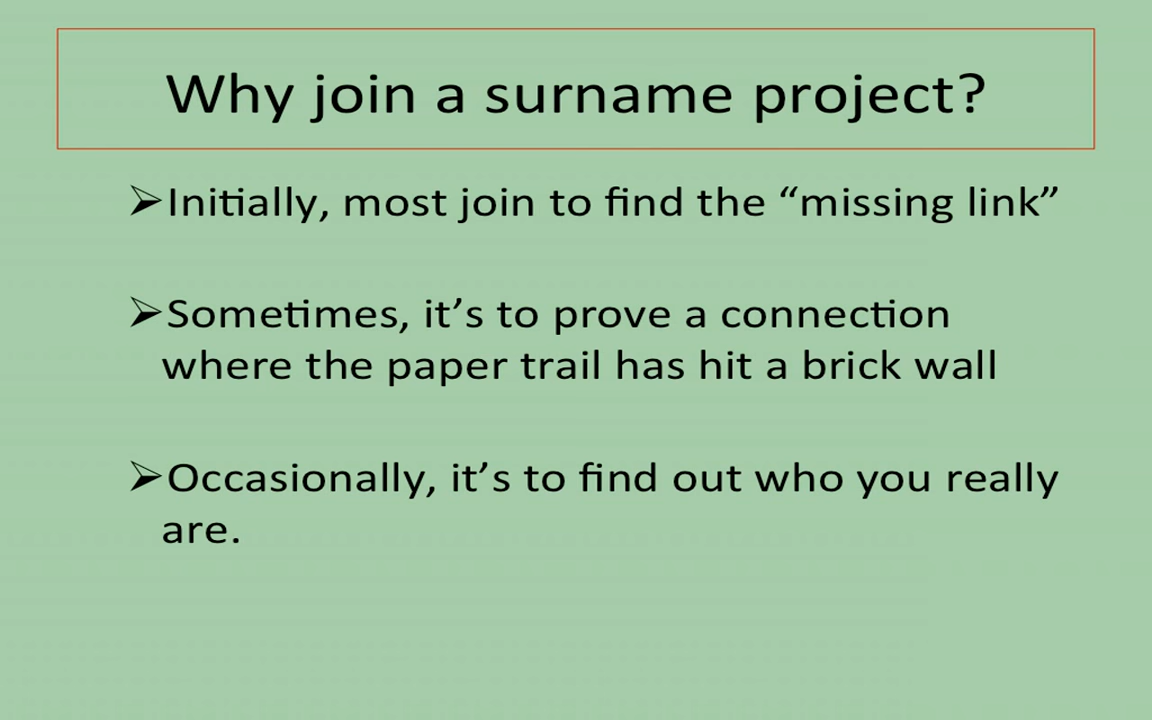 Why join a surname project?
➢Initially, most join to find the “missing link”
➢Sometimes, it’s to prove a connection
where the paper trail has hit a brick wall
➢Occasionally, it’s to find out who you really
are.